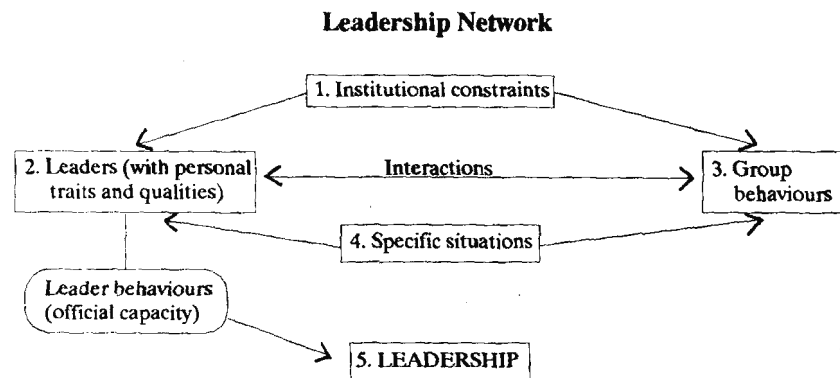 Leadership Network
1. Institutional constraints
2. Leaders (with personal
traits and qualities)
Interactions
3. Group
behaviours
4. Specific situations
Leader behaviours
(official capacity)
5. LEADERSHIP